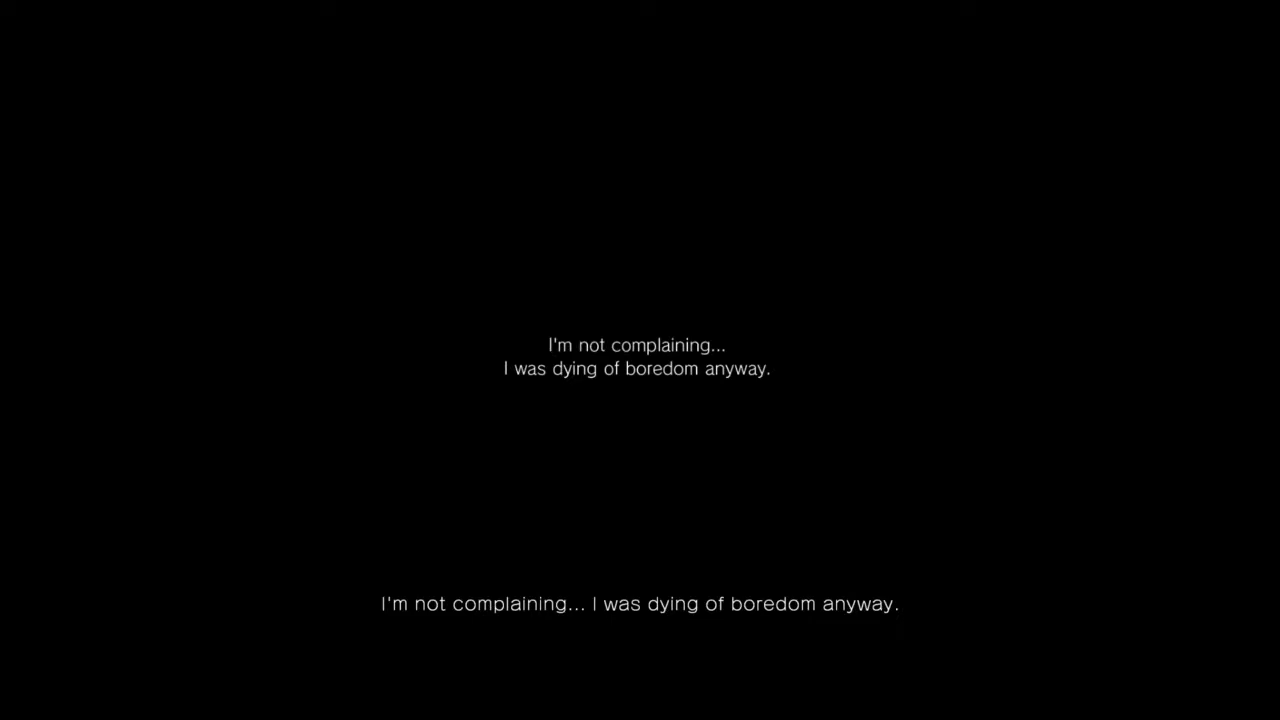 I'm not complaining...
I was dying of boredom anyway.
I'm not complaining... I was dying of boredom anyway.